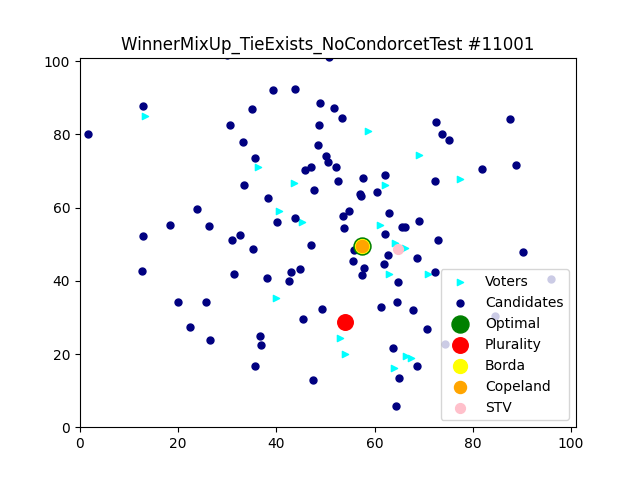 WinnerMixUp_TieExists_NoCondorcetTest #11001
100
80
60
40
20
0
0 20 40 60 80 100
Voters
Candidates
Optimal
Plurality
Borda
Copeland
STV